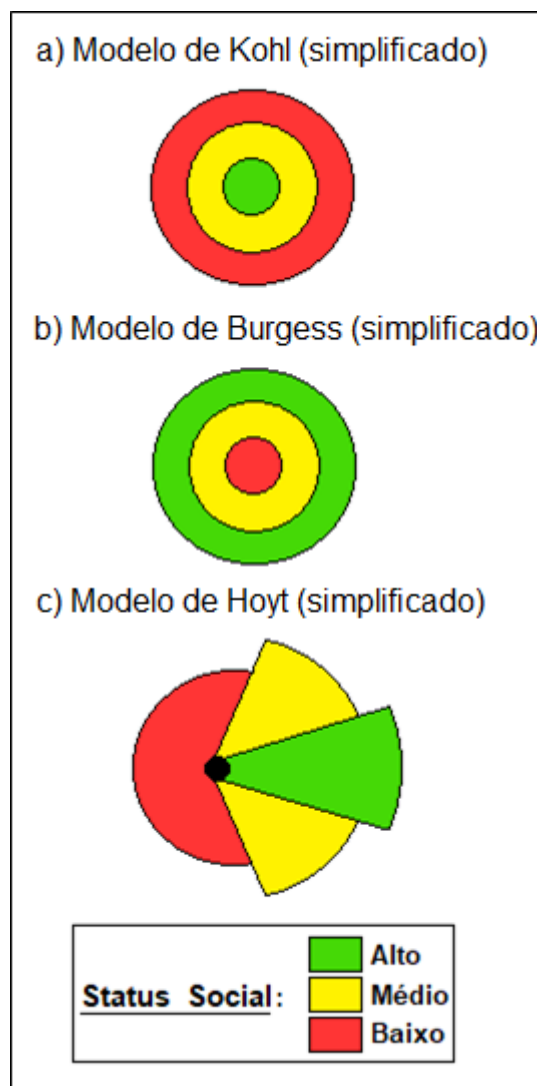 a) Modelo de Kohl (simplificado)
b) Modelo de Burgess (simplificado)
c) Modelo de Hoyt (simplificado)
Status Social:
Alto
Médio
Baixo